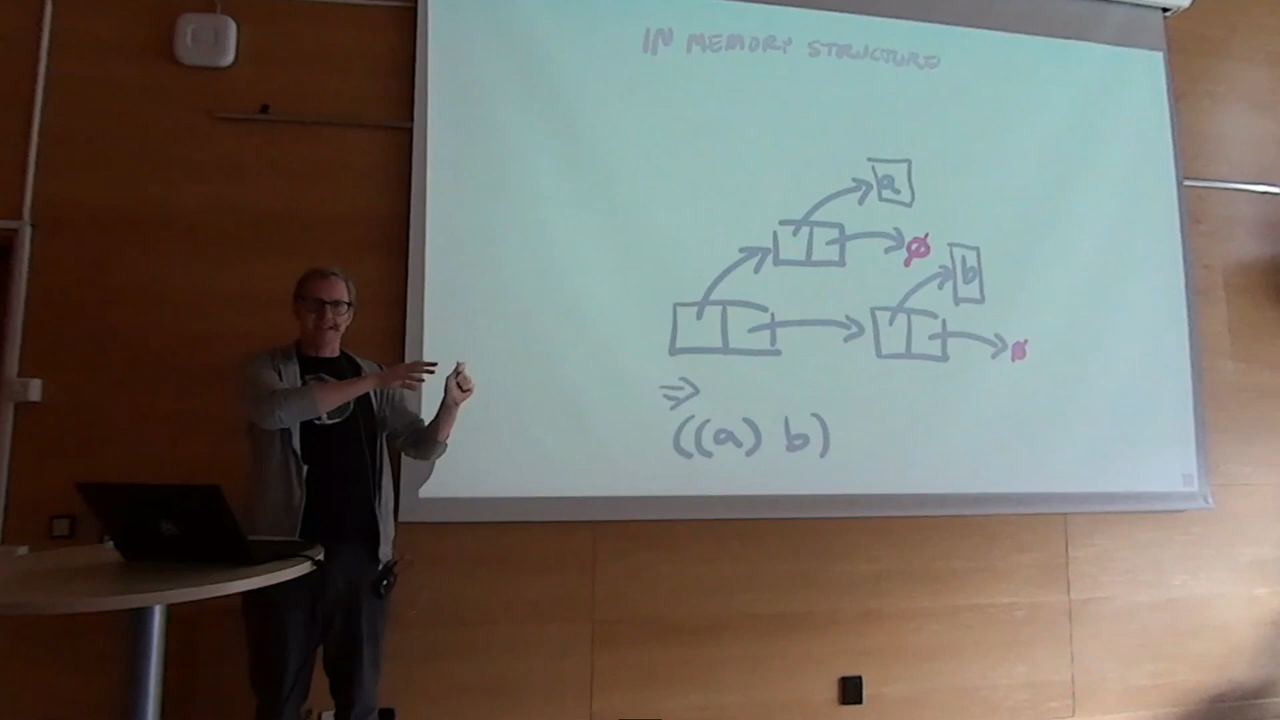 IN MEMORY STRUCTURE
a
ø
b
ø
⇒
((a) b)